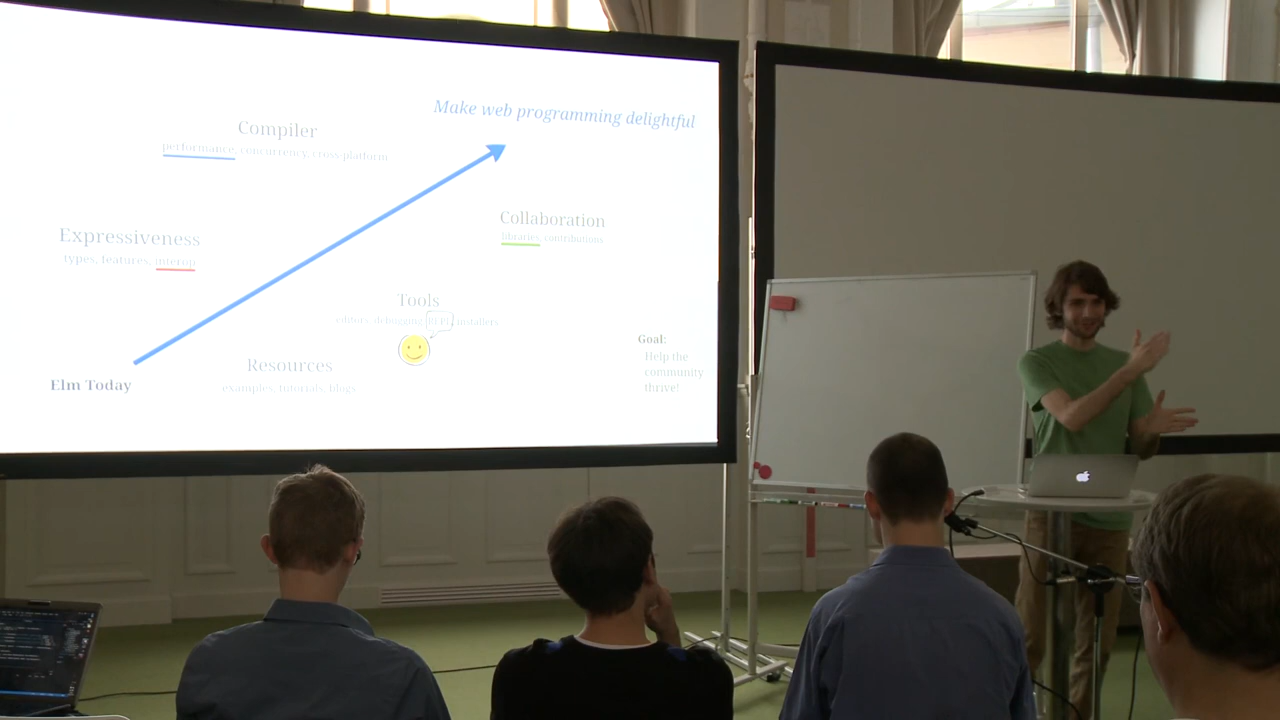 Make web programming delightful
Compiler
performance, concurrency, cross-platform
Collaboration
libraries, contributions
Expressiveness
types, features, interop
Tools
editors, debugging, REPL, installers
Goal:
Help the
community
thrive!
Resources
examples, tutorials, blogs
Elm Today